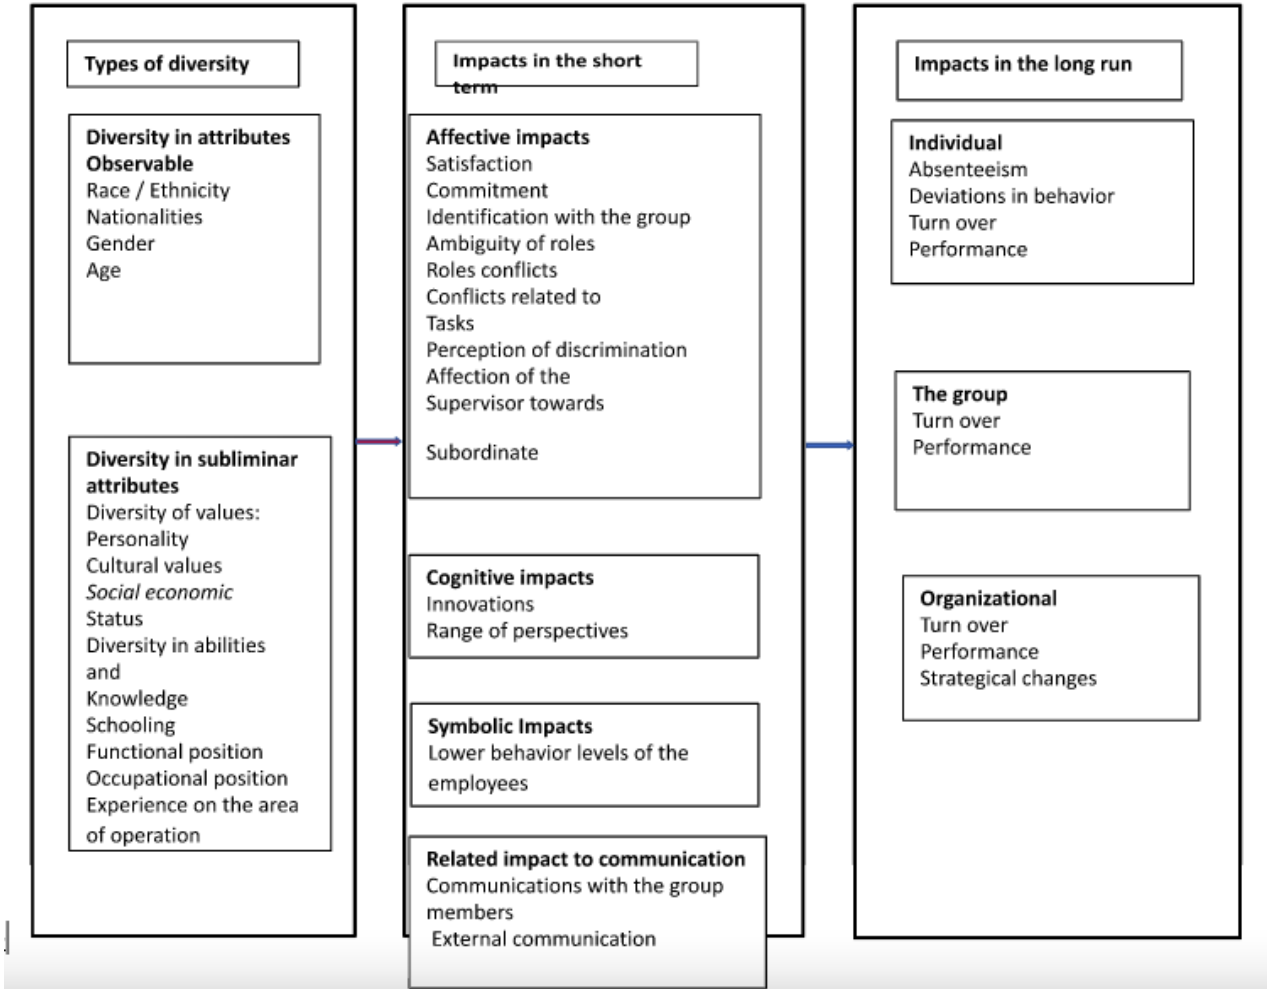 Types of diversity
Diversity in attributes
Observable
Race / Ethnicity
Nationalities
Gender
Age
Diversity in subliminar
attributes
Diversity of values:
Personality
Cultural values
Social economic
Status
Diversity in abilities
and
Knowledge
Schooling
Functional position
Occupational position
Experience on the area
of operation
Impacts in the short
term
Affective impacts
Satisfaction
Commitment
Identification with the group
Ambiguity of roles
Roles conflicts
Conflicts related to
Tasks
Perception of discrimination
Affection of the
Supervisor towards
Subordinate
Cognitive impacts
Innovations
Range of perspectives
Symbolic Impacts
Lower behavior levels of the
employees
Related impact to communication
Communications with the group
members
External communication
Impacts in the long run
Individual
Absenteeism
Deviations in behavior
Turn over
Performance
The group
Turn over
Performance
Organizational
Turn over
Performance
Strategical changes